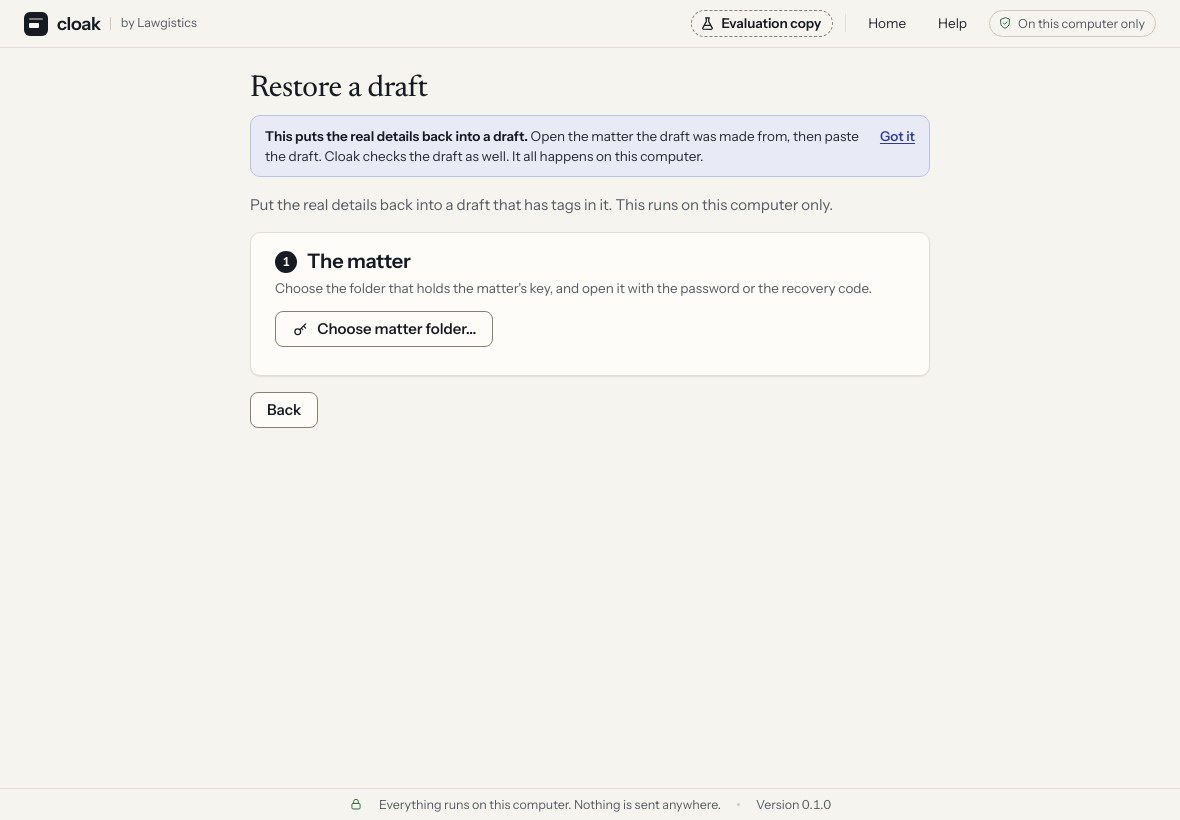 cloak by Lawgistics
Evaluation copy
Home
Help
On this computer only
Restore a draft
This puts the real details back into a draft. Open the matter the draft was made from, then paste
the draft. Cloak checks the draft as well. It all happens on this computer.
Got it
Put the real details back into a draft that has tags in it. This runs on this computer only.
1 The matter
Choose the folder that holds the matter's key, and open it with the password or the recovery code.
Choose matter folder...
Back
Everything runs on this computer. Nothing is sent anywhere. • Version 0.1.0